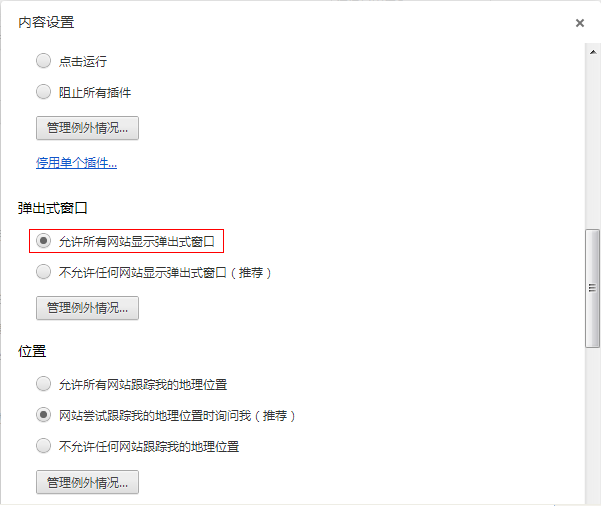 内容设置
点击运行
阻止所有插件
管理例外情况...
停用单个插件...
弹出式窗口
允许所有网站显示弹出式窗口
不允许任何网站显示弹出式窗口（推荐）
管理例外情况...
位置
允许所有网站跟踪我的地理位置
网站尝试跟踪我的地理位置时询问我（推荐）
不允许任何网站跟踪我的地理位置
管理例外情况...